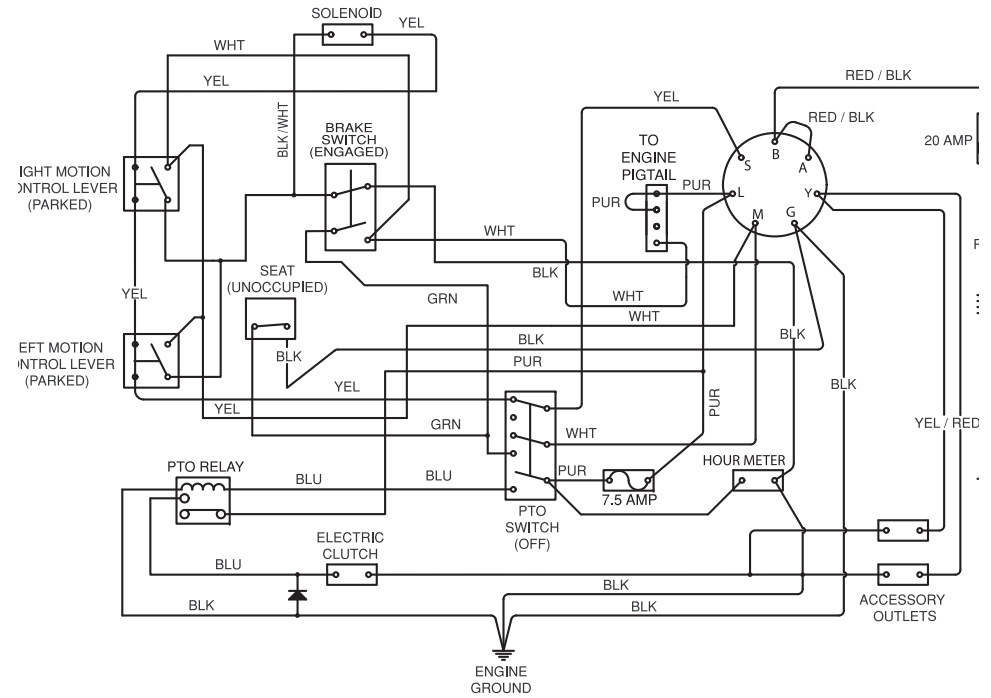 SOLENOID
YEL
WHT
YEL
BLK / WHT
BRAKE
SWITCH
(ENGAGED)
IGHT MOTION
ONTROL LEVER
(PARKED)
YEL
RED / BLK
RED / BLK
20 AMP
TO
ENGINE
PIGTAIL
PUR
PUR
B
A
S
L
Y
M
G
WHT
BLK
SEAT
(UNOCCUPIED)
GRN
WHT
WHT
YEL
BLK
BLK
BLK
PUR
EFT MOTION
ONTROL LEVER
(PARKED)
YEL
YEL
PUR
BLK
GRN
WHT
YEL / RED
PTO RELAY
BLU
BLU
PUR
7.5 AMP
HOUR METER
PTO
SWITCH
(OFF)
ELECTRIC
CLUTCH
BLU
BLK
BLK
BLK
ACCESSORY
OUTLETS
ENGINE
GROUND